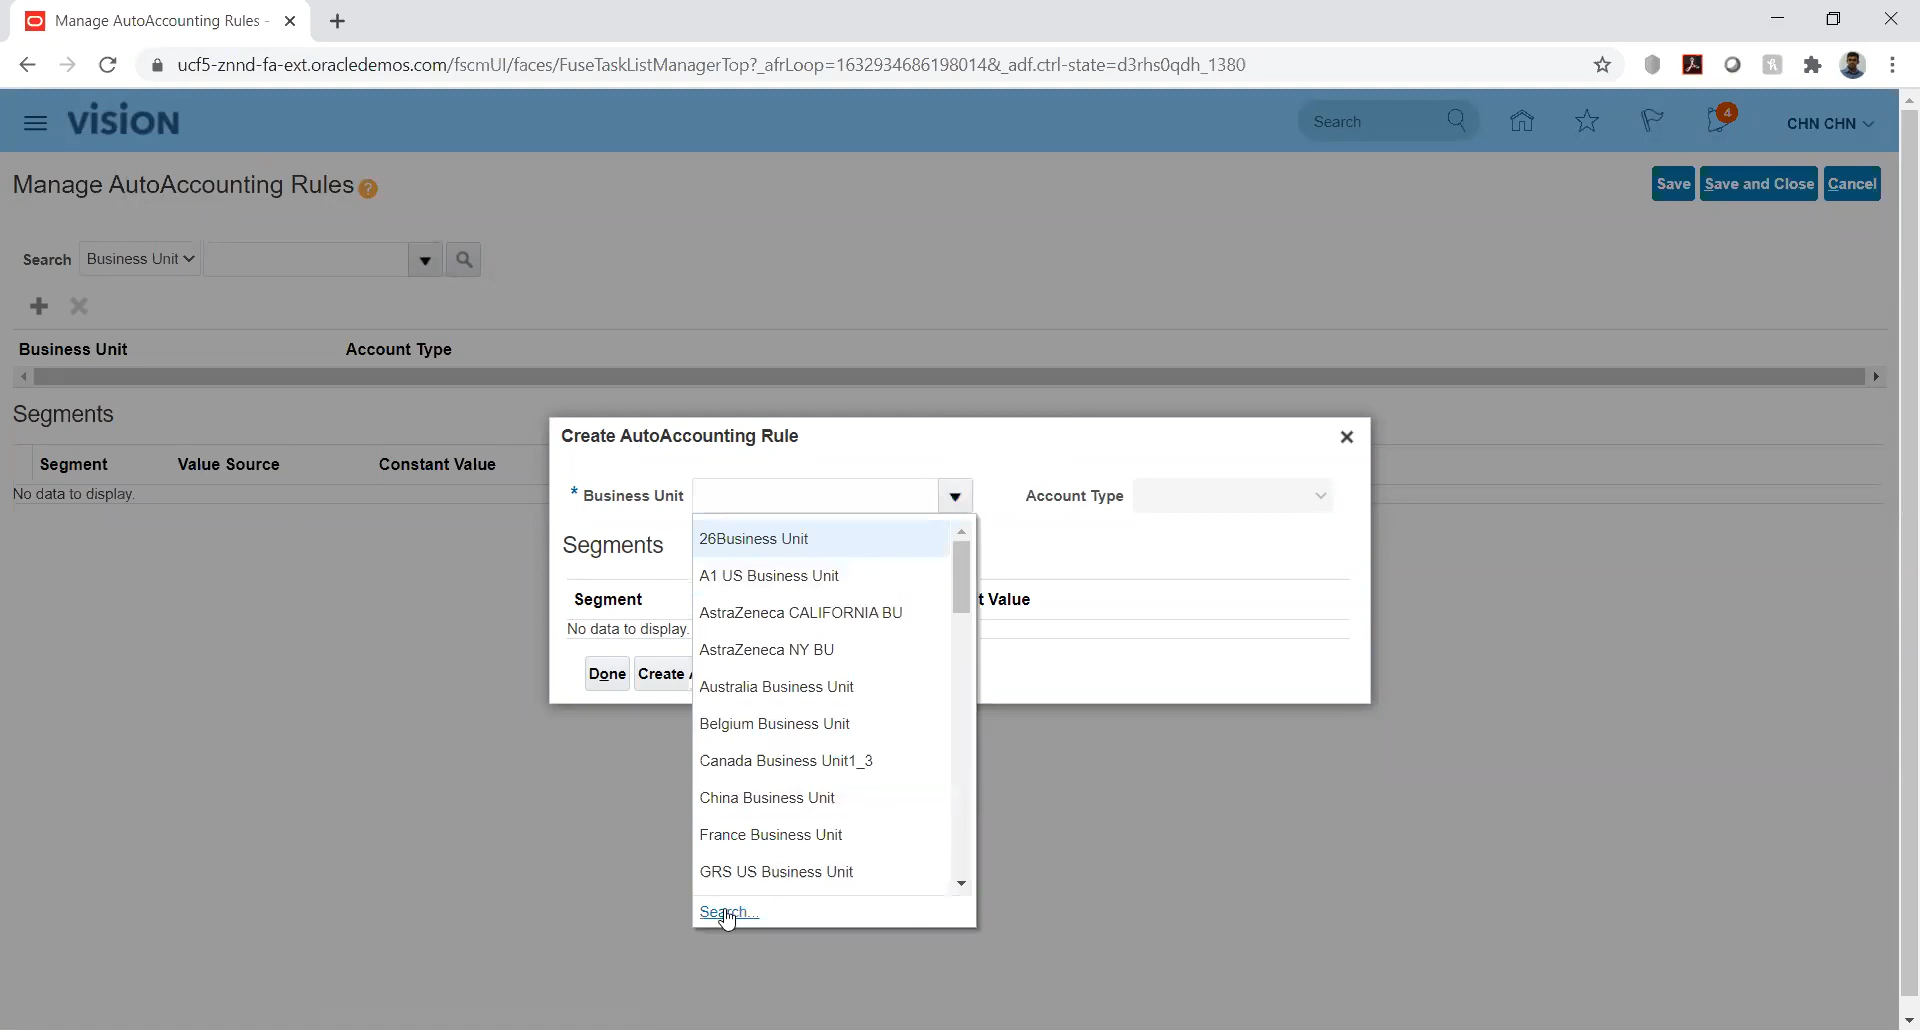 Manage AutoAccounting Rules -
ucf5-znnd-fa-ext.oracledemos.com/fscmUI/faces/FuseTaskListManagerTop?_afrLoop=16329346861980​14&_adf.ctrl-state=d3rhs0qdh_1380
VISION
Search
4
CHN CHN
Manage AutoAccounting Rules ?
Save Save and Close Cancel
Search Business Unit
Business Unit Account Type
Segments
Segment Value Source Constant Value
No data to display.
Create AutoAccounting Rule
* Business Unit
Account Type
Segments
Segment
t Value
No data to display.
Done Create
26Business Unit
A1 US Business Unit
AstraZeneca CALIFORNIA BU
AstraZeneca NY BU
Australia Business Unit
Belgium Business Unit
Canada Business Unit1_3
China Business Unit
France Business Unit
GRS US Business Unit
Search...